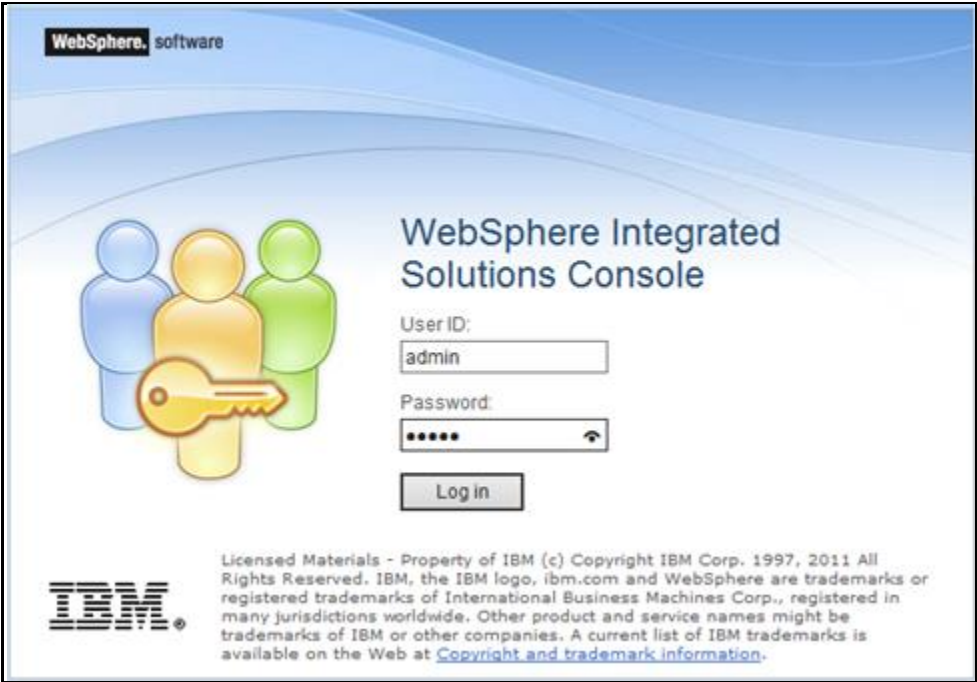 WebSphere. software
WebSphere Integrated
Solutions Console
User ID:
admin
Password:
•••••
Log in
Licensed Materials - Property of IBM (c) Copyright IBM Corp. 1997, 2011 All
Rights Reserved. IBM, the IBM logo, ibm.com and WebSphere are trademarks or
registered trademarks of International Business Machines Corp., registered in
many jurisdictions worldwide. Other product and service names might be
trademarks of IBM or other companies. A current list of IBM trademarks is
available on the Web at Copyright and trademark information.
IBM®